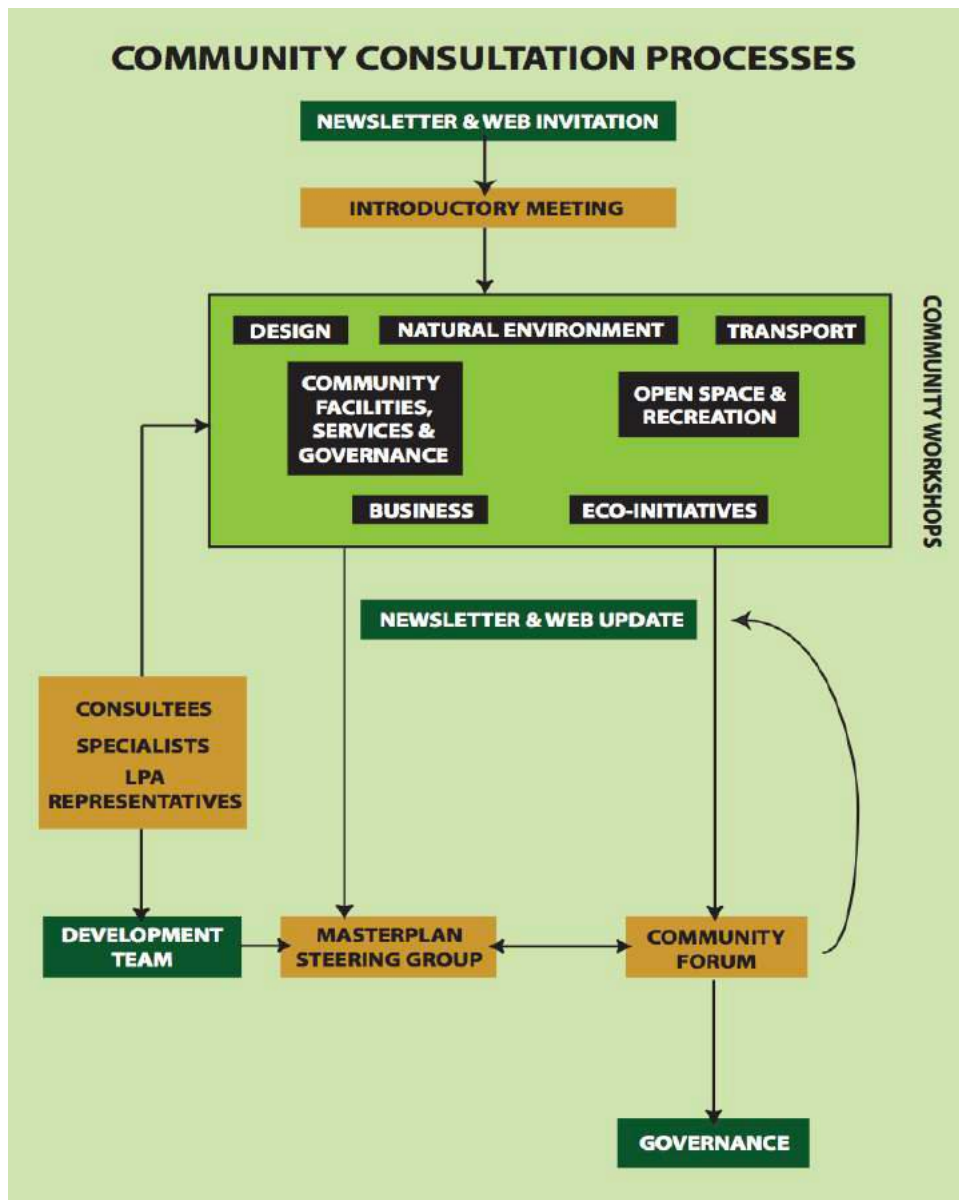 COMMUNITY CONSULTATION PROCESSES
NEWSLETTER & WEB INVITATION
INTRODUCTORY MEETING
DESIGN
NATURAL ENVIRONMENT
TRANSPORT
COMMUNITY
FACILITIES,
SERVICES &
GOVERNANCE
OPEN SPACE &
RECREATION
BUSINESS
ECO-INITIATIVES
COMMUNITY WORKSHOPS
NEWSLETTER & WEB UPDATE
CONSULTEES
SPECIALISTS
LPA
REPRESENTATIVES
DEVELOPMENT
TEAM
MASTERPLAN
STEERING GROUP
COMMUNITY
FORUM
GOVERNANCE